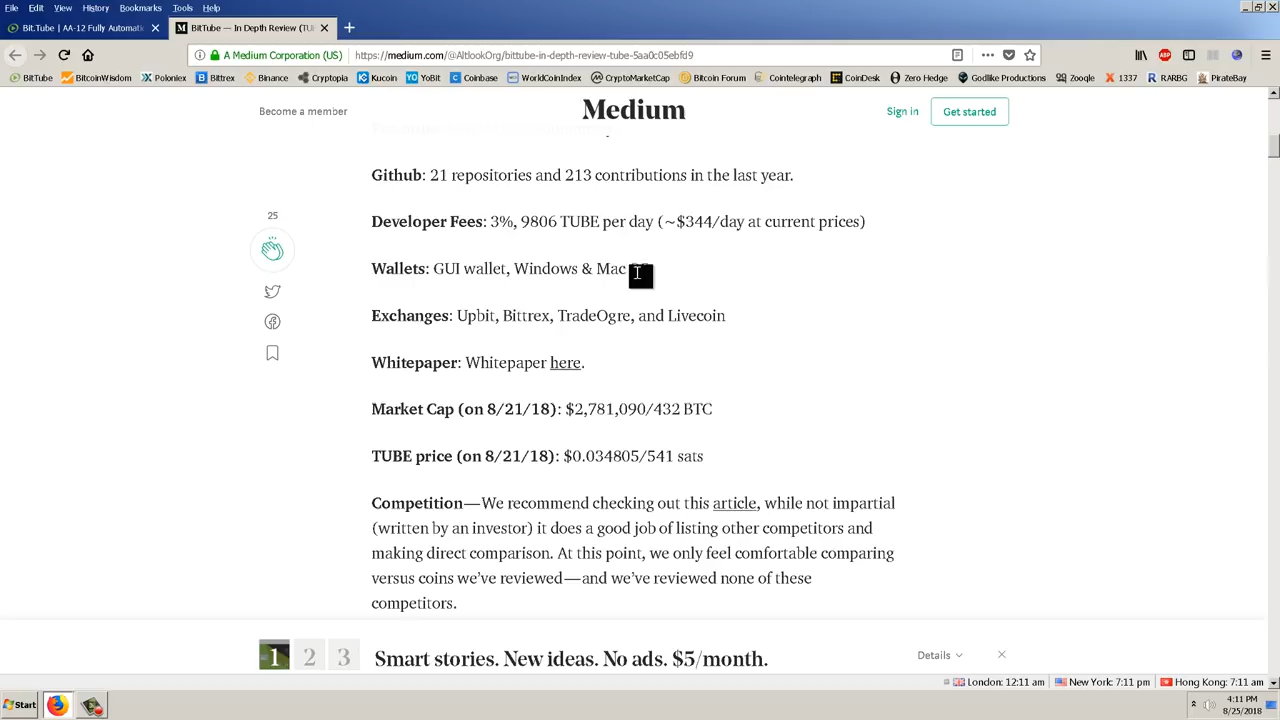 File Edit View History Bookmarks Tools Help
Bit.Tube | AA-12 Fully Automati
BitTube — In Depth Review (TU
A Medium Corporation (US)
https://medium.com/@AltlookOrg/bittube-in-depth-review-tube-5aa0c05ebfd9
BitTube BitcoinWisdom Poloniex Bittrex Binance Cryptopia Kucoin YoBit Coinbase WorldCoinIndex CryptoMarketCap Bitcoin Forum Cointelegraph CoinDesk Zero Hedge Godlike Productions Zooqle 1337 RARBG PirateBay
Become a member
Medium
Sign in
Get started
Github: 21 repositories and 213 contributions in the last year.
25
Developer Fees: 3%, 9806 TUBE per day (~$344/day at current prices)
Wallets: GUI wallet, Windows & Mac
Exchanges: Upbit, Bittrex, TradeOgre, and Livecoin
Whitepaper: Whitepaper here.
Market Cap (on 8/21/18): $2,781,090/432 BTC
TUBE price (on 8/21/18): $0.034805/541 sats
Competition—We recommend checking out this article, while not impartial
(written by an investor) it does a good job of listing other competitors and
making direct comparison. At this point, we only feel comfortable comparing
versus coins we've reviewed—and we've reviewed none of these
competitors.
1 2 3
Smart stories. New ideas. No ads. $5/month.
Details
London: 12:11 am New York: 7:11 pm Hong Kong: 7:11 am
Start
4:11 PM
8/25/2018